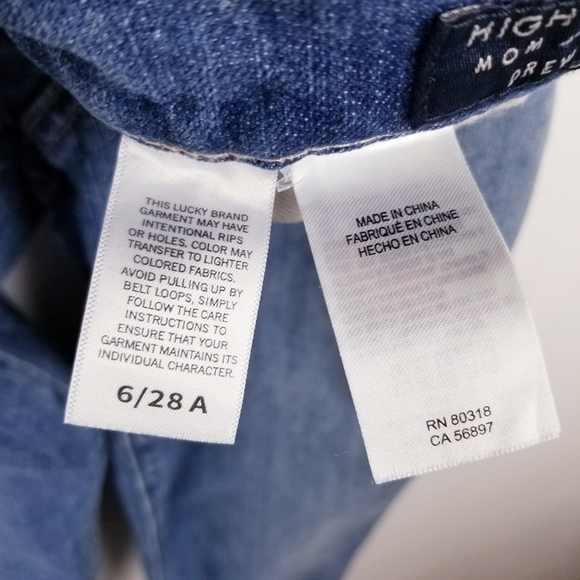 HIGH
MOM
DREW
THIS LUCKY BRAND
GARMENT MAY HAVE
INTENTIONAL RIPS
OR HOLES. COLOR MAY
TRANSFER TO LIGHTER
COLORED FABRICS.
AVOID PULLING UP BY
BELT LOOPS, SIMPLY
FOLLOW THE CARE
INSTRUCTIONS TO
ENSURE THAT YOUR
GARMENT MAINTAINS ITS
INDIVIDUAL CHARACTER.
6/28 A
MADE IN CHINA
FABRIQUÉ EN CHINE
HECHO EN CHINA
RN 80318
CA 56897